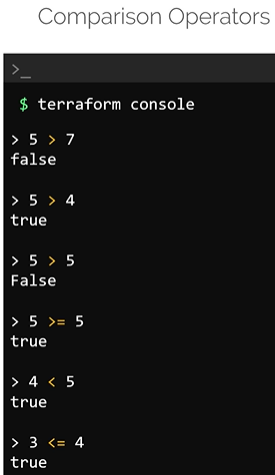 Comparison Operators
>_
$ terraform console
> 5 > 7
false
> 5 > 4
true
> 5 > 5
False
> 5 >= 5
true
> 4 < 5
true
> 3 <= 4
true